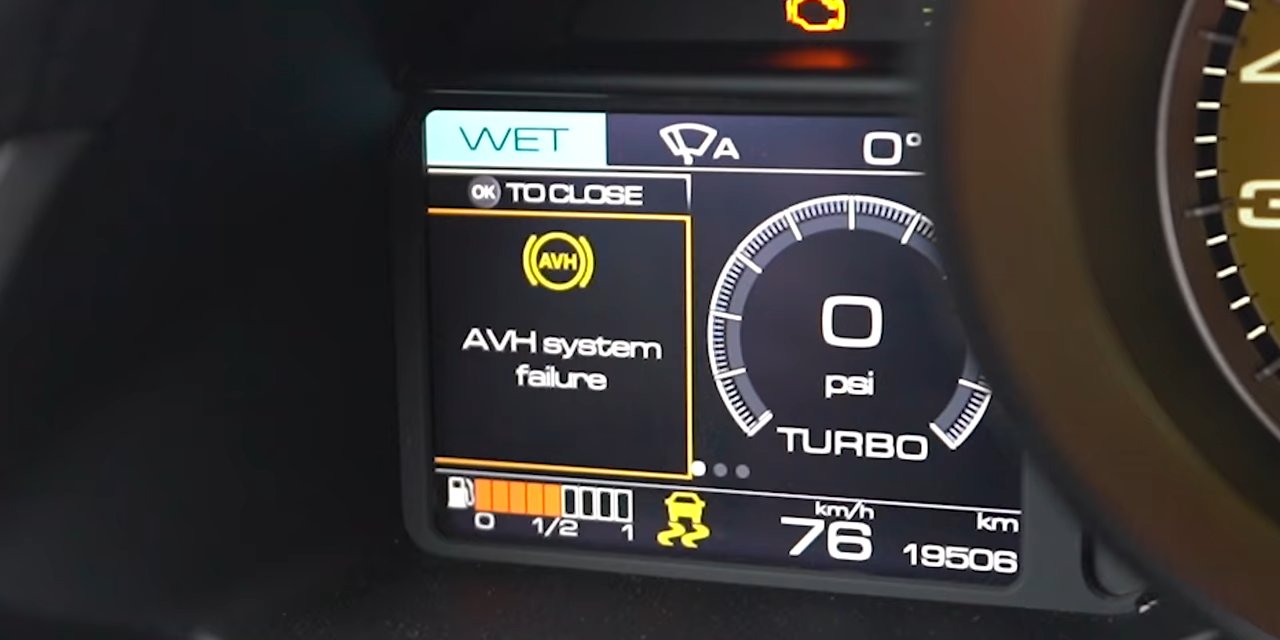 WET
A
0°
OK TO CLOSE
AVH
AVH system
failure
0
psi
TURBO
0 1/2 1
km/h
76
km
19506
3